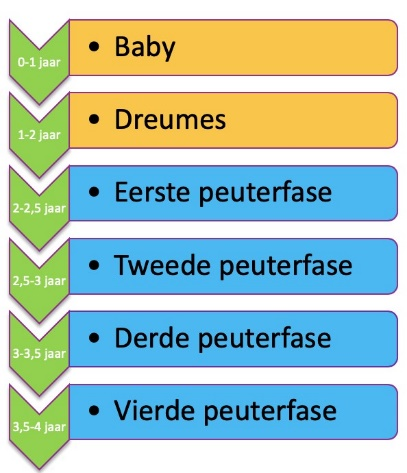 0-1 jaar
• Baby
1-2 jaar
• Dreumes
2-2,5 jaar
• Eerste peuterfase
2,5-3 jaar
• Tweede peuterfase
3-3,5 jaar
• Derde peuterfase
3,5-4 jaar
• Vierde peuterfase